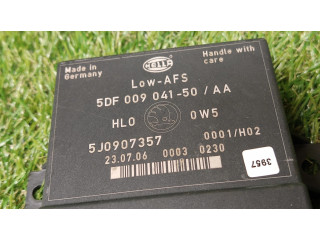 Made in
Germany
HELLA
Handle with
care
Low-AFS
5DF 009 041-50 / AA
HL0 0W5
5J0907357 0001/H02
23.07.06 0003 0230
3957